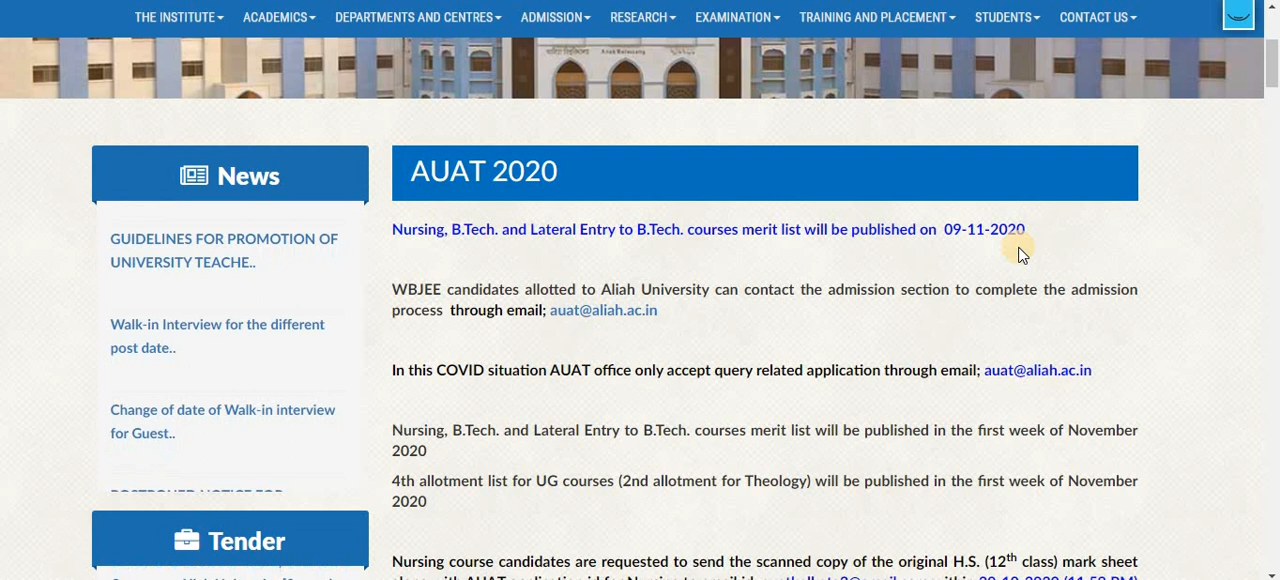 THE INSTITUTE ACADEMICS DEPARTMENTS AND CENTRES ADMISSION RESEARCH EXAMINATION TRAINING AND PLACEMENT STUDENTS CONTACT US
Aliah University
News
GUIDELINES FOR PROMOTION OF
UNIVERSITY TEACHE..
Walk-in Interview for the different
post date..
Change of date of Walk-in interview
for Guest..
Tender
AUAT 2020
Nursing, B.Tech. and Lateral Entry to B.Tech. courses merit list will be published on 09-11-2020
WBJEE candidates allotted to Aliah University can contact the admission section to complete the admission
process through email; auat@aliah.ac.in
In this COVID situation AUAT office only accept query related application through email; auat@aliah.ac.in
Nursing, B.Tech. and Lateral Entry to B.Tech. courses merit list will be published in the first week of November
2020
4th allotment list for UG courses (2nd allotment for Theology) will be published in the first week of November
2020
Nursing course candidates are requested to send the scanned copy of the original H.S. (12th class) mark sheet